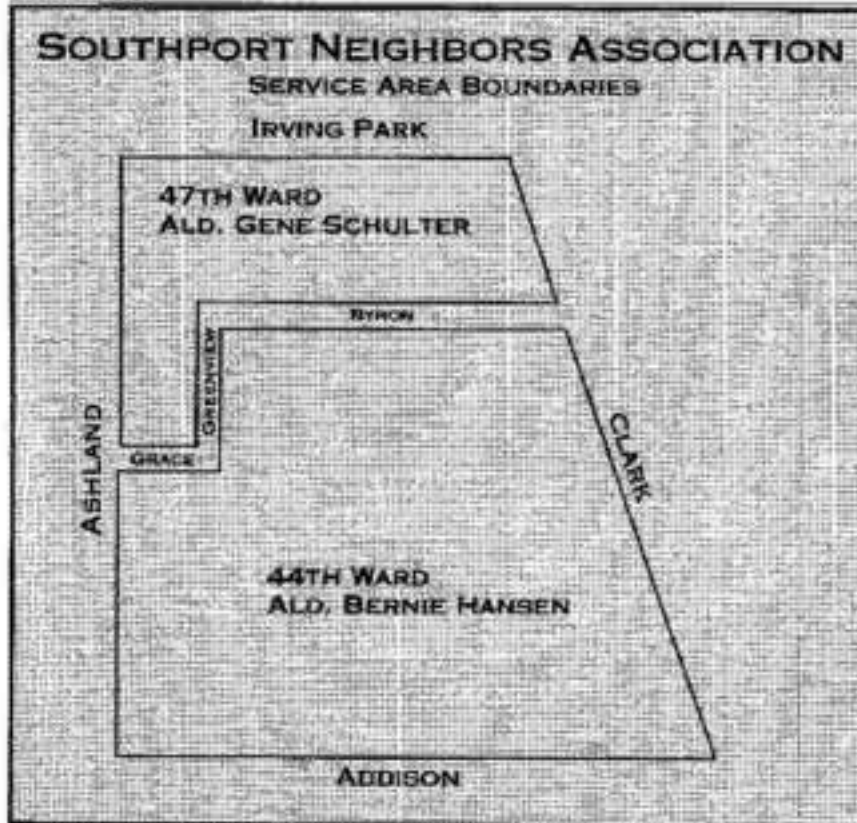 SOUTHPORT NEIGHBORS ASSOCIATION
SERVICE AREA BOUNDARIES
IRVING PARK
47TH WARD
ALD. GENE SCHULTER
BYRON
GREENVIEW
GRACE
ASHLAND
CLARK
44TH WARD
ALD. BERNIE HANSEN
ADDISON